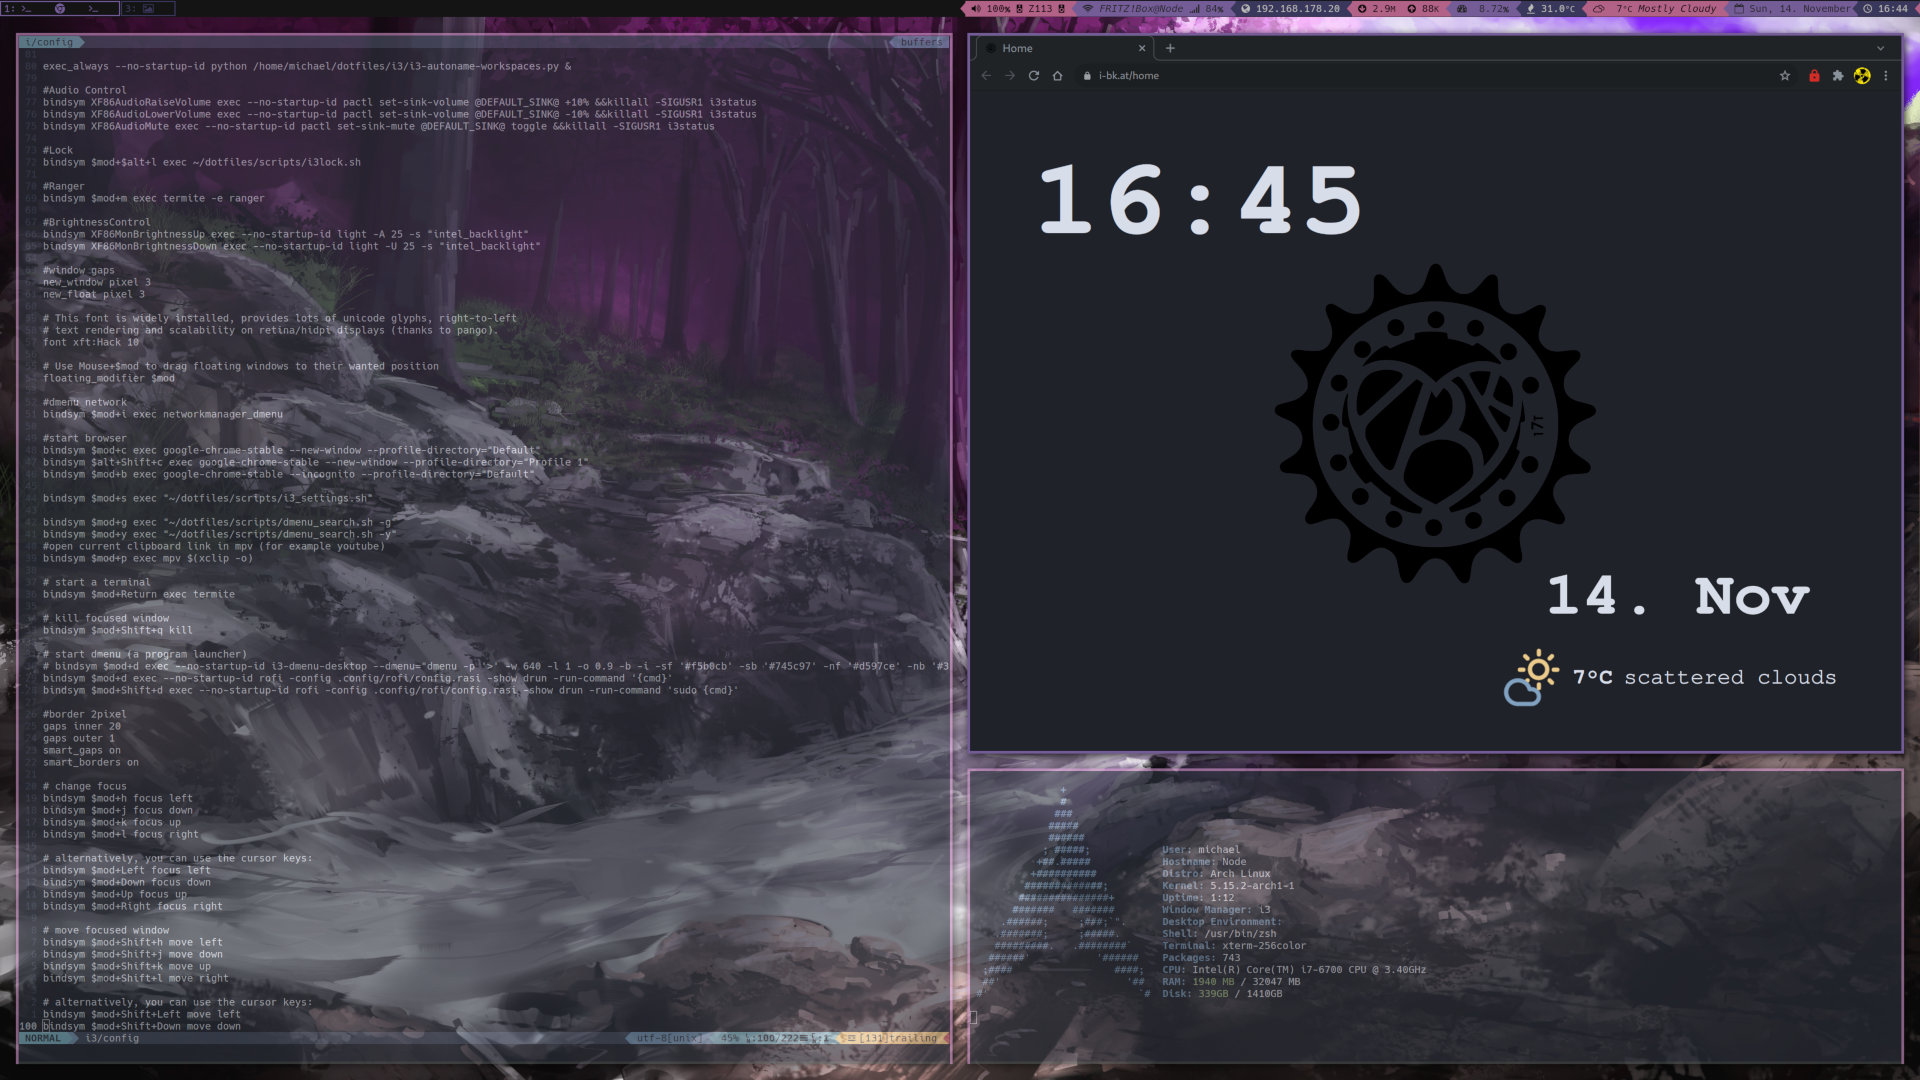 1: >_ >_ 3:
100% Z113 FRITZ!Box@Node 84% 192.168.178.20 2.9M 88K 8.72% 31.0°C 7°C Mostly Cloudy Sun, 14. November 16:44
i/config buffers
exec_always --no-startup-id python /home/michael/dotfiles/i3/i3-autoname-workspaces.py &
#Audio Control
bindsym XF86AudioRaiseVolume exec --no-startup-id pactl set-sink-volume @DEFAULT_SINK@ +10% &&killall -SIGUSR1 i3status
bindsym XF86AudioLowerVolume exec --no-startup-id pactl set-sink-volume @DEFAULT_SINK@ -10% &&killall -SIGUSR1 i3status
bindsym XF86AudioMute exec --no-startup-id pactl set-sink-mute @DEFAULT_SINK@ toggle &&killall -SIGUSR1 i3status
#Lock
bindsym $mod+$alt+l exec ~/dotfiles/scripts/i3lock.sh
#Ranger
bindsym $mod+m exec termite -e ranger
#BrightnessControl
bindsym XF86MonBrightnessUp exec --no-startup-id light -A 25 -s "intel_backlight"
bindsym XF86MonBrightnessDown exec --no-startup-id light -U 25 -s "intel_backlight"
#window gaps
new_window pixel 3
new_float pixel 3
# This font is widely installed, provides lots of unicode glyphs, right-to-left
# text rendering and scalability on retina/hidpi displays (thanks to pango).
font xft:Hack 10
# Use Mouse+$mod to drag floating windows to their wanted position
floating_modifier $mod
#dmenu network
bindsym $mod+i exec networkmanager_dmenu
#start browser
bindsym $mod+c exec google-chrome-stable --new-window --profile-directory="Default"
bindsym $alt+Shift+c exec google-chrome-stable --new-window --profile-directory="Profile 1"
bindsym $mod+b exec google-chrome-stable --incognito --profile-directory="Default"
bindsym $mod+s exec "~/dotfiles/scripts/i3_settings.sh"
bindsym $mod+g exec "~/dotfiles/scripts/dmenu_search.sh -g"
bindsym $mod+y exec "~/dotfiles/scripts/dmenu_search.sh -y"
#open current clipboard link in mpv (for example youtube)
bindsym $mod+p exec mpv $(xclip -o)
# start a terminal
bindsym $mod+Return exec termite
# kill focused window
bindsym $mod+Shift+q kill
# start dmenu (a program launcher)
# bindsym $mod+d exec --no-startup-id i3-dmenu-desktop --dmenu="dmenu -p '>' -w 640 -l 1 -o 0.9 -b -i -sf '#f5b0cb' -sb '#745c97' -nf '#d597ce' -nb '#3
bindsym $mod+d exec --no-startup-id rofi -config .config/rofi/config.rasi -show drun -run-command '{cmd}'
bindsym $mod+Shift+d exec --no-startup-id rofi -config .config/rofi/config.rasi -show drun -run-command 'sudo {cmd}'
#border 2pixel
gaps inner 20
gaps outer 1
smart_gaps on
smart_borders on
# change focus
bindsym $mod+h focus left
bindsym $mod+j focus down
bindsym $mod+k focus up
bindsym $mod+l focus right
# alternatively, you can use the cursor keys:
bindsym $mod+Left focus left
bindsym $mod+Down focus down
bindsym $mod+Up focus up
bindsym $mod+Right focus right
# move focused window
bindsym $mod+Shift+h move left
bindsym $mod+Shift+j move down
bindsym $mod+Shift+k move up
bindsym $mod+Shift+l move right
# alternatively, you can use the cursor keys:
bindsym $mod+Shift+Left move left
100 bindsym $mod+Shift+Down move down
NORMAL i3/config utf-8[unix] 45% :100/222 :1 [131]trailing
Home
i-bk.at/home
16:45
IBK
17T
14. Nov
7°C scattered clouds
User: michael
Hostname: Node
Distro: Arch Linux
Kernel: 5.15.2-arch1-1
Uptime: 1:12
Window Manager: i3
Desktop Environment:
Shell: /usr/bin/zsh
Terminal: xterm-256color
Packages: 743
CPU: Intel(R) Core(TM) i7-6700 CPU @ 3.40GHz
RAM: 1940 MB / 32047 MB
Disk: 339GB / 1410GB